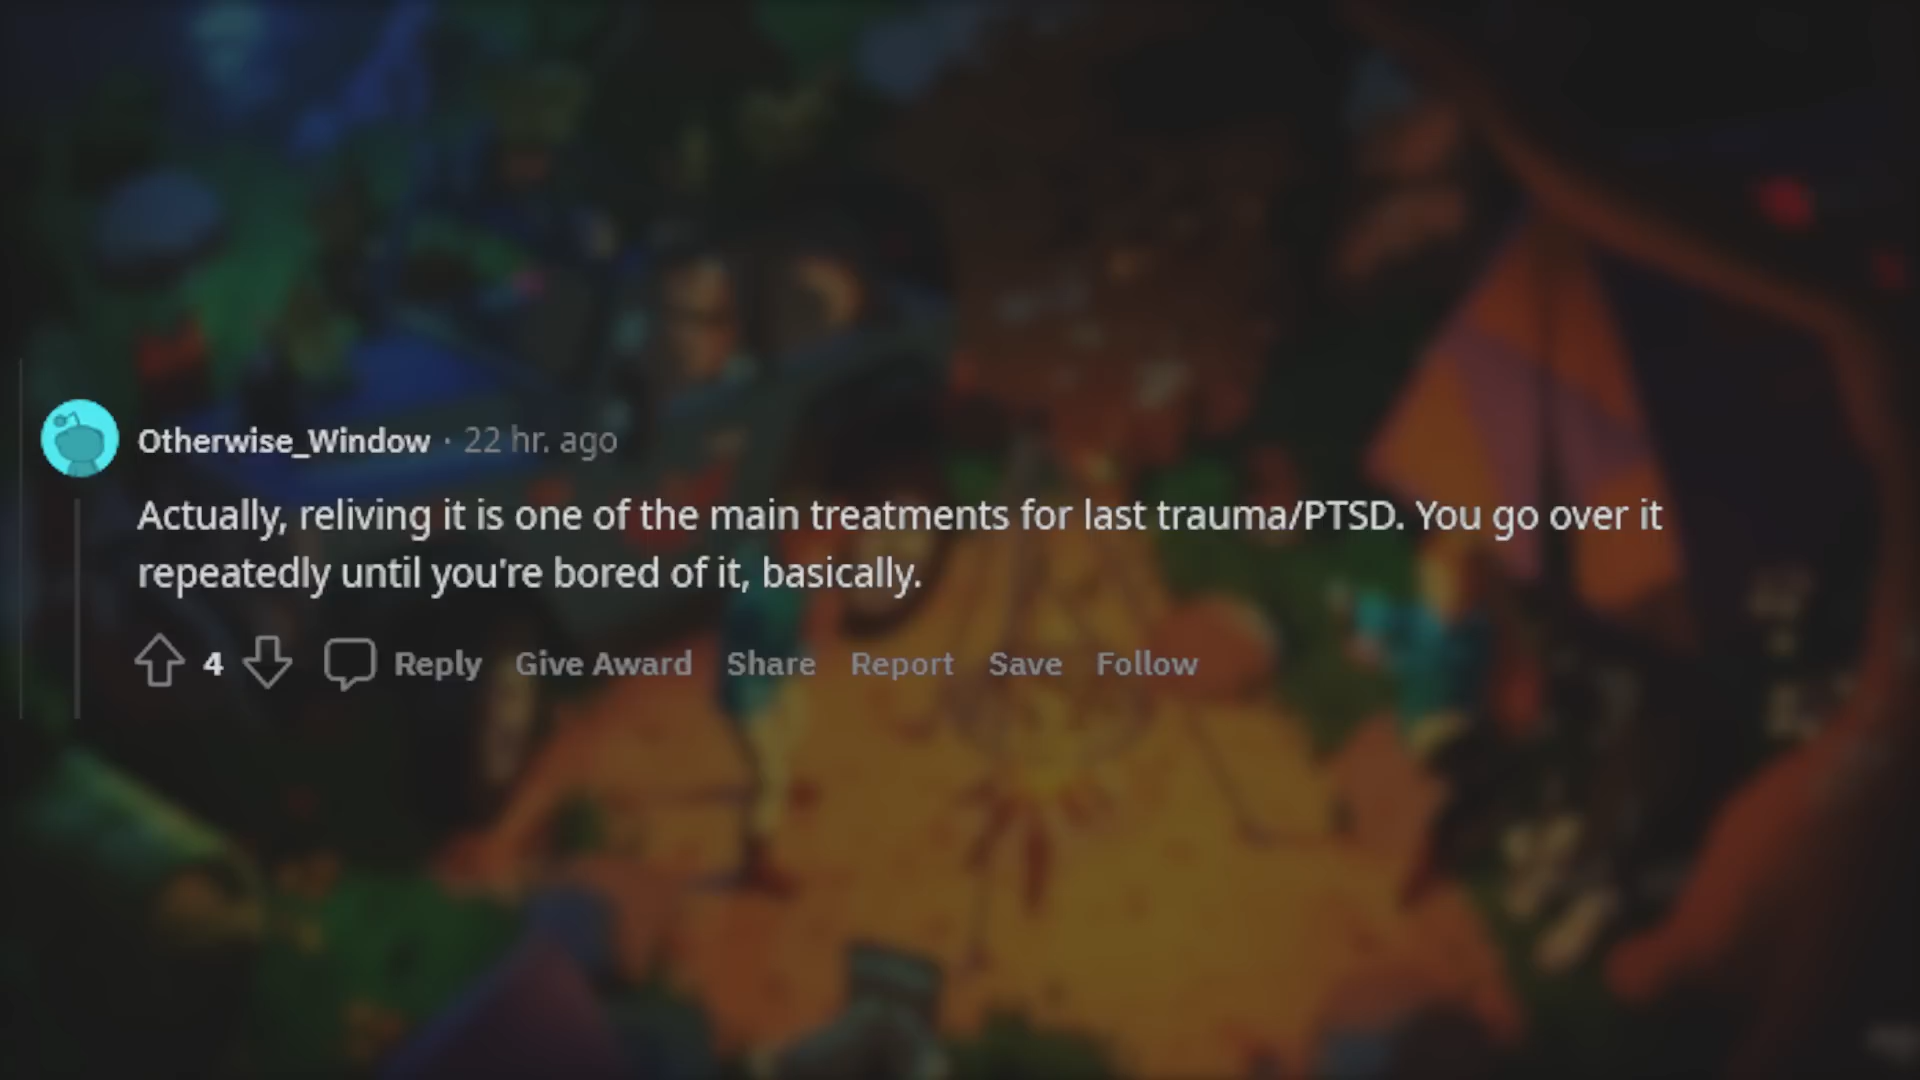 Otherwise_Window · 22 hr. ago
Actually, reliving it is one of the main treatments for last trauma/PTSD. You go over it
repeatedly until you're bored of it, basically.
4 Reply Give Award Share Report Save Follow